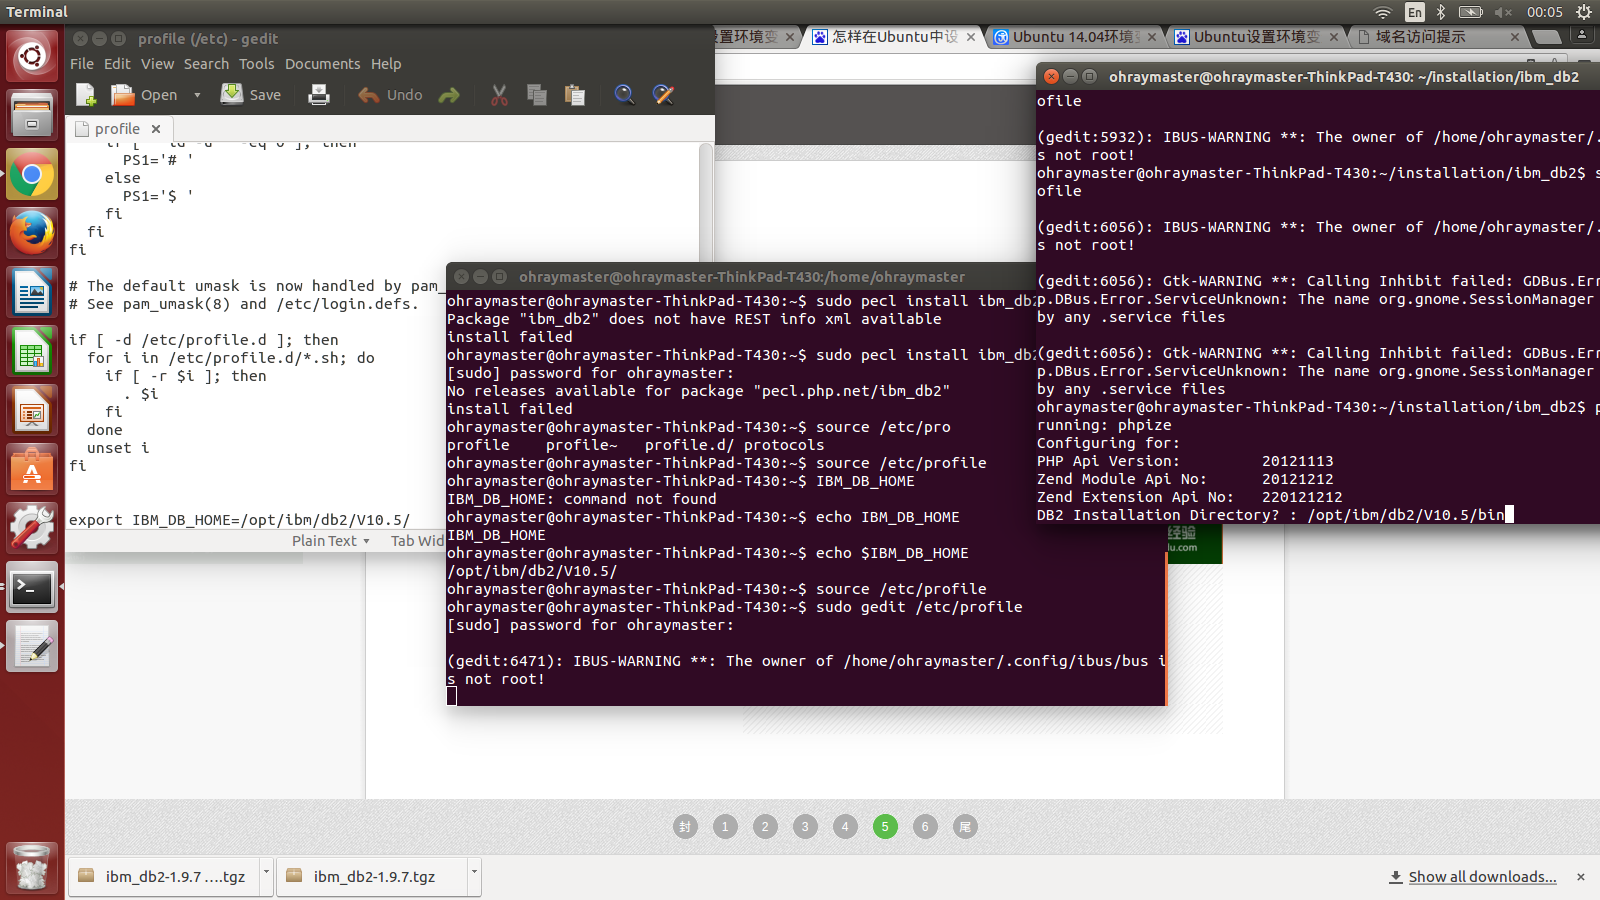 Terminal
En
00:05
profile (/etc) - gedit
File Edit View Search Tools Documents Help
Open Save Undo
profile
PS1='# '
else
PS1='$ '
fi
fi
fi
# The default umask is now handled by pam_
# See pam_umask(8) and /etc/login.defs.
if [ -d /etc/profile.d ]; then
for i in /etc/profile.d/*.sh; do
if [ -r $i ]; then
. $i
fi
done
unset i
fi
export IBM_DB_HOME=/opt/ibm/db2/V10.5/
Plain Text Tab Wid
置环境变
怎样在Ubuntu中设
Ubuntu 14.04环境变
Ubuntu设置环境变
域名访问提示
ohraymaster@ohraymaster-ThinkPad-T430:/home/ohraymaster
ohraymaster@ohraymaster-ThinkPad-T430:~$ sudo pecl install ibm_db2
Package "ibm_db2" does not have REST info xml available
install failed
ohraymaster@ohraymaster-ThinkPad-T430:~$ sudo pecl install ibm_db2
[sudo] password for ohraymaster:
No releases available for package "pecl.php.net/ibm_db2"
install failed
ohraymaster@ohraymaster-ThinkPad-T430:~$ source /etc/pro
profile profile~ profile.d/ protocols
ohraymaster@ohraymaster-ThinkPad-T430:~$ source /etc/profile
ohraymaster@ohraymaster-ThinkPad-T430:~$ IBM_DB_HOME
IBM_DB_HOME: command not found
ohraymaster@ohraymaster-ThinkPad-T430:~$ echo IBM_DB_HOME
IBM_DB_HOME
ohraymaster@ohraymaster-ThinkPad-T430:~$ echo $IBM_DB_HOME
/opt/ibm/db2/V10.5/
ohraymaster@ohraymaster-ThinkPad-T430:~$ source /etc/profile
ohraymaster@ohraymaster-ThinkPad-T430:~$ sudo gedit /etc/profile
[sudo] password for ohraymaster:
(gedit:6471): IBUS-WARNING **: The owner of /home/ohraymaster/.config/ibus/bus i
s not root!
ohraymaster@ohraymaster-ThinkPad-T430: ~/installation/ibm_db2
ofile
(gedit:5932): IBUS-WARNING **: The owner of /home/ohraymaster/.
s not root!
ohraymaster@ohraymaster-ThinkPad-T430:~/installation/ibm_db2$ s
ofile
(gedit:6056): IBUS-WARNING **: The owner of /home/ohraymaster/.
s not root!
(gedit:6056): Gtk-WARNING **: Calling Inhibit failed: GDBus.Err
p.DBus.Error.ServiceUnknown: The name org.gnome.SessionManager
by any .service files
(gedit:6056): Gtk-WARNING **: Calling Inhibit failed: GDBus.Err
p.DBus.Error.ServiceUnknown: The name org.gnome.SessionManager
by any .service files
ohraymaster@ohraymaster-ThinkPad-T430:~/installation/ibm_db2$ p
running: phpize
Configuring for:
PHP Api Version: 20121113
Zend Module Api No: 20121212
Zend Extension Api No: 220121212
DB2 Installation Directory? : /opt/ibm/db2/V10.5/bin
经验
du.com
封 1 2 3 4 5 6 尾
ibm_db2-1.9.7 ....tgz
ibm_db2-1.9.7.tgz
Show all downloads...